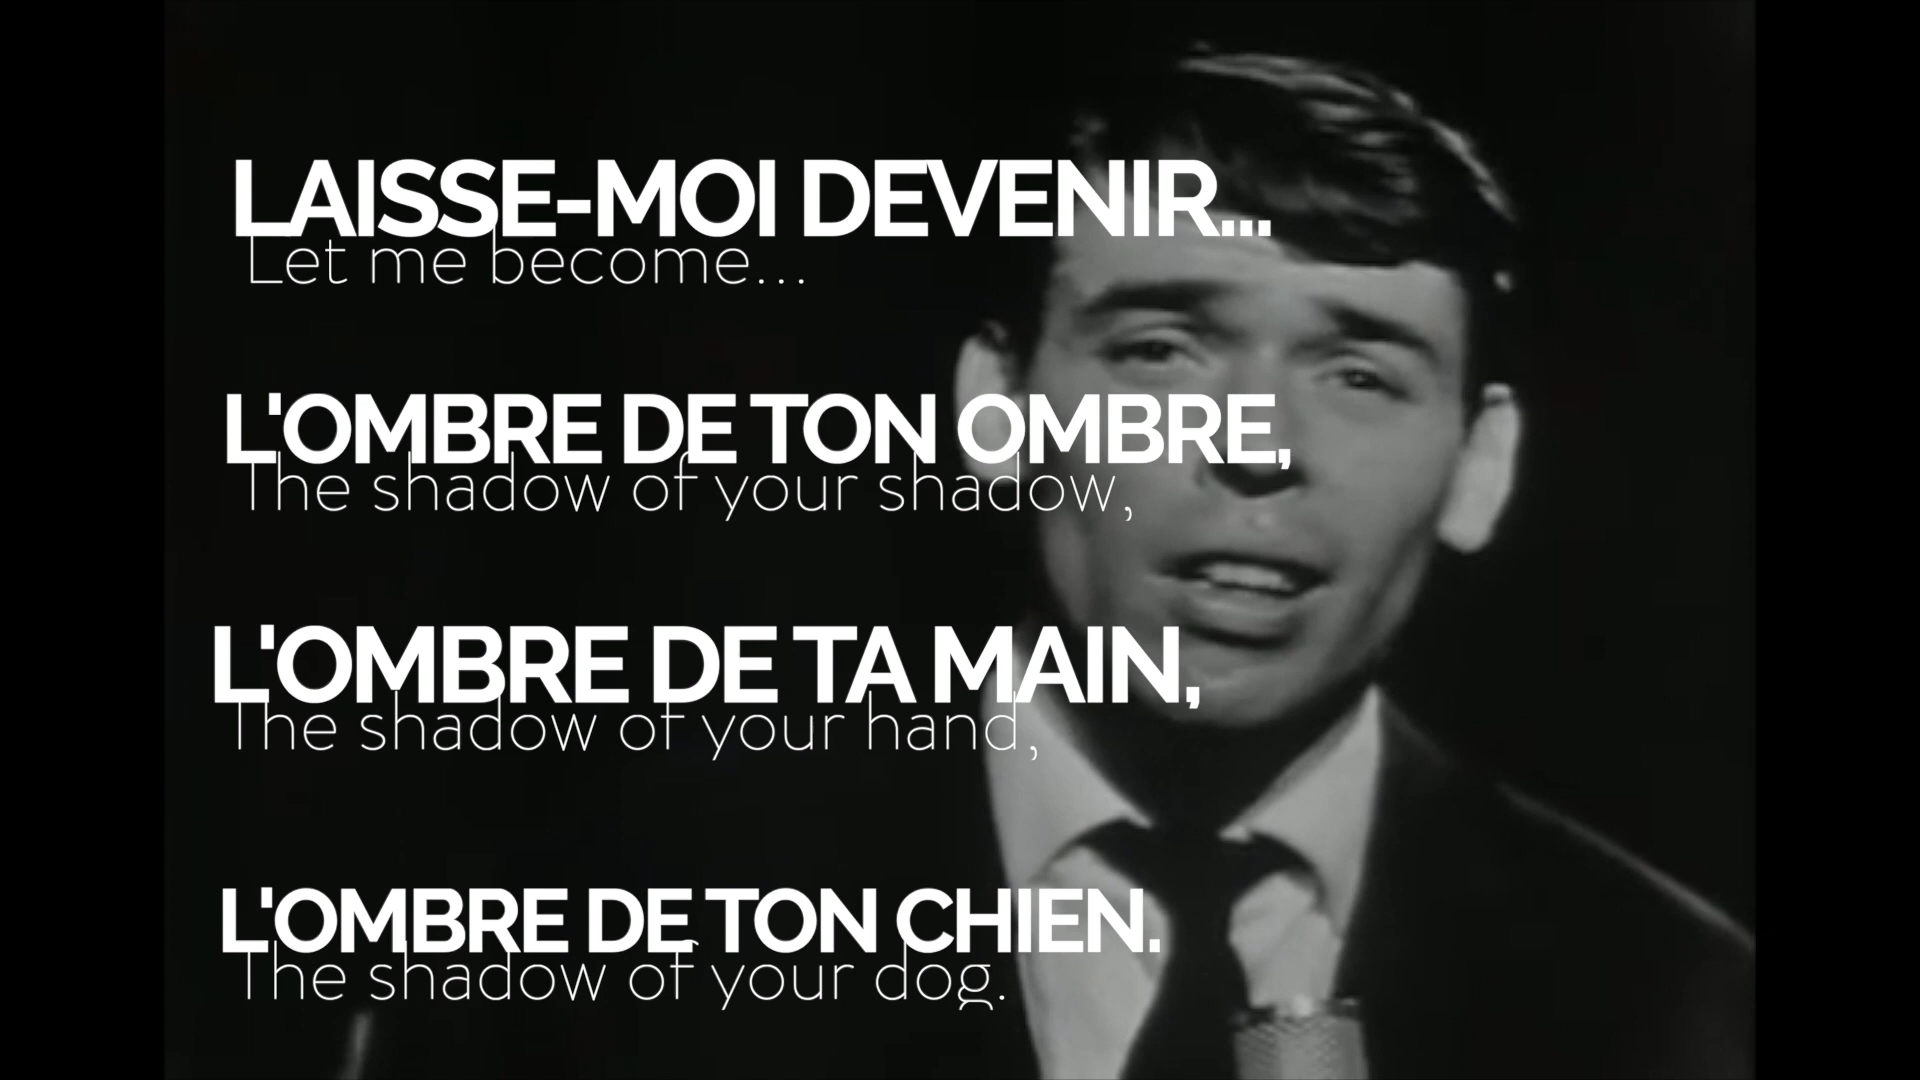 LAISSE-MOI DEVENIR...
Let me become...
L'OMBRE DE TON OMBRE,
The shadow of your shadow,
L'OMBRE DE TA MAIN,
The shadow of your hand,
L'OMBRE DE TON CHIEN.
The shadow of your dog.